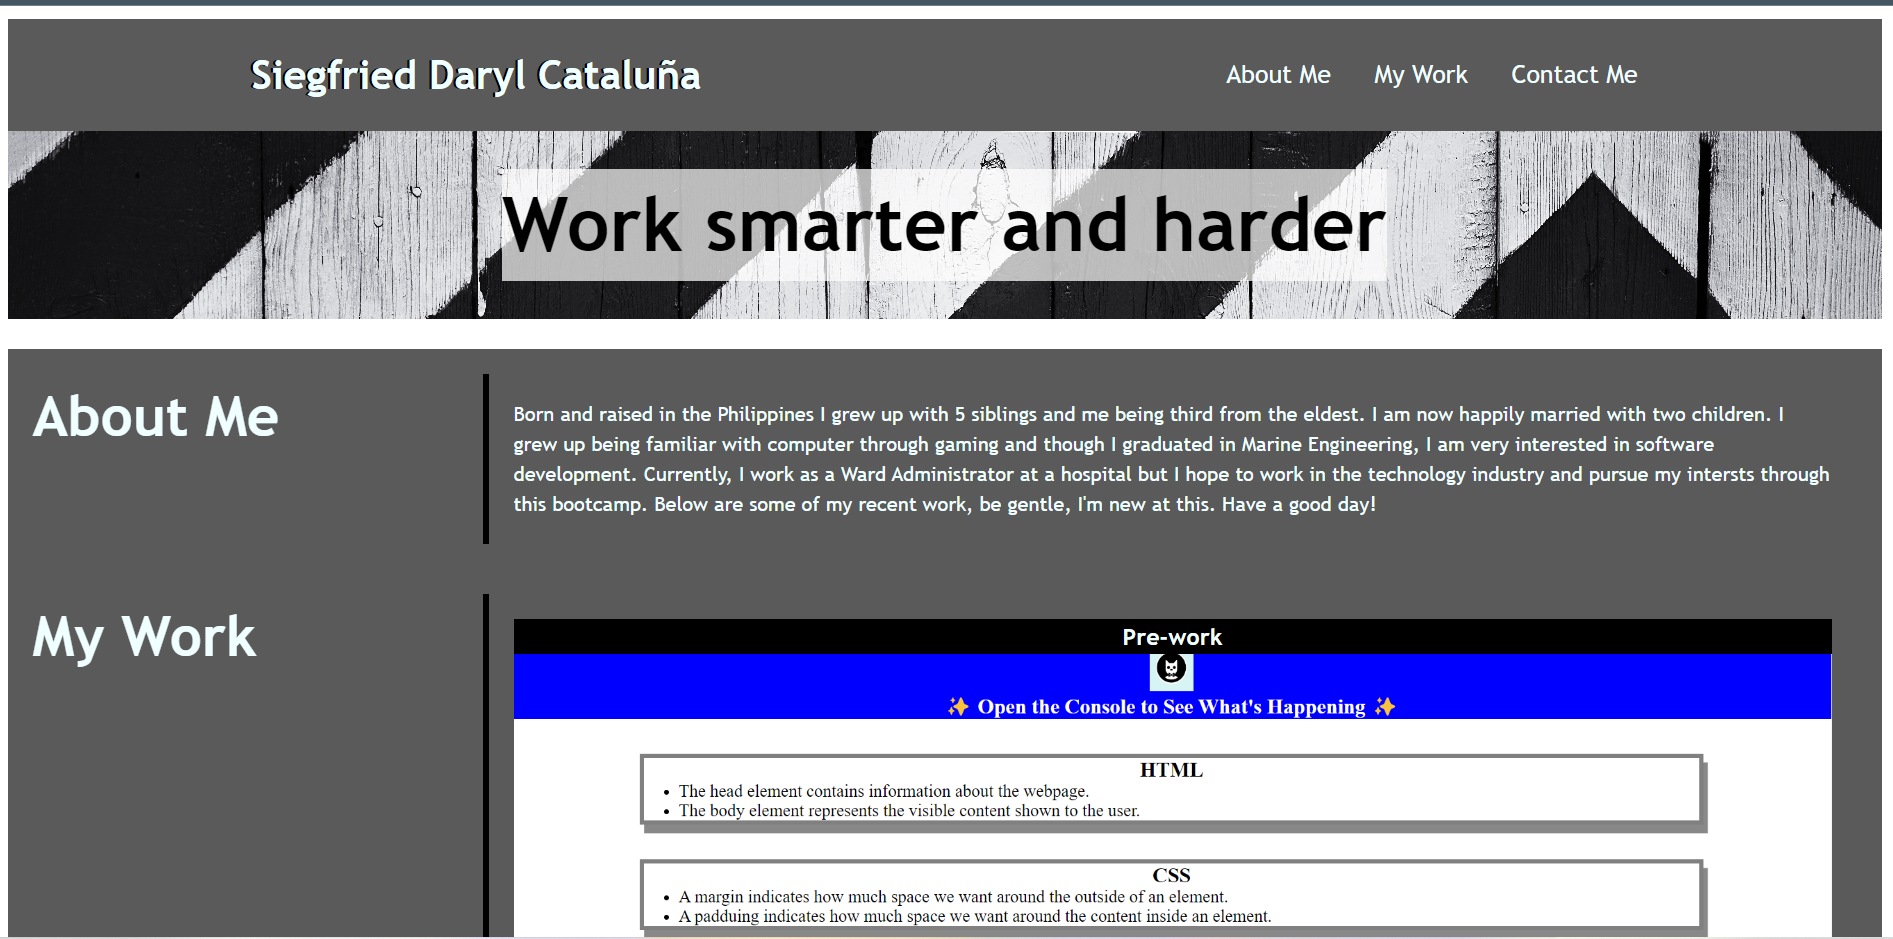 Siegfried Daryl Cataluña
About Me My Work Contact Me
Work smarter and harder
About Me
Born and raised in the Philippines I grew up with 5 siblings and me being third from the eldest. I am now happily married with two children. I
grew up being familiar with computer through gaming and though I graduated in Marine Engineering, I am very interested in software
development. Currently, I work as a Ward Administrator at a hospital but I hope to work in the technology industry and pursue my intersts through
this bootcamp. Below are some of my recent work, be gentle, I'm new at this. Have a good day!
My Work
Pre-work
✨ Open the Console to See What's Happening ✨
HTML
• The head element contains information about the webpage.
• The body element represents the visible content shown to the user.
CSS
• A margin indicates how much space we want around the outside of an element.
• A padduing indicates how much space we want around the content inside an element.